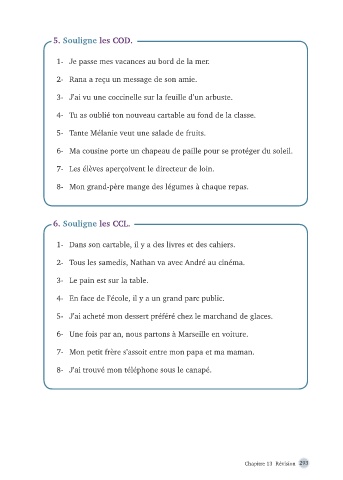 5. Souligne les COD.
1- Je passe mes vacances au bord de la mer.
2- Rana a reçu un message de son amie.
3- J'ai vu une coccinelle sur la feuille d'un arbuste.
4- Tu as oublié ton nouveau cartable au fond de la classe.
5- Tante Mélanie veut une salade de fruits.
6- Ma cousine porte un chapeau de paille pour se protéger du soleil.
7- Les élèves aperçoivent le directeur de loin.
8- Mon grand-père mange des légumes à chaque repas.
6. Souligne les CCL.
1- Dans son cartable, il y a des livres et des cahiers.
2- Tous les samedis, Nathan va avec André au cinéma.
3- Le pain est sur la table.
4- En face de l'école, il y a un grand parc public.
5- J'ai acheté mon dessert préféré chez le marchand de glaces.
6- Une fois par an, nous partons à Marseille en voiture.
7- Mon petit frère s'assoit entre mon papa et ma maman.
8- J'ai trouvé mon téléphone sous le canapé.
Chapitre 13 Révision 293